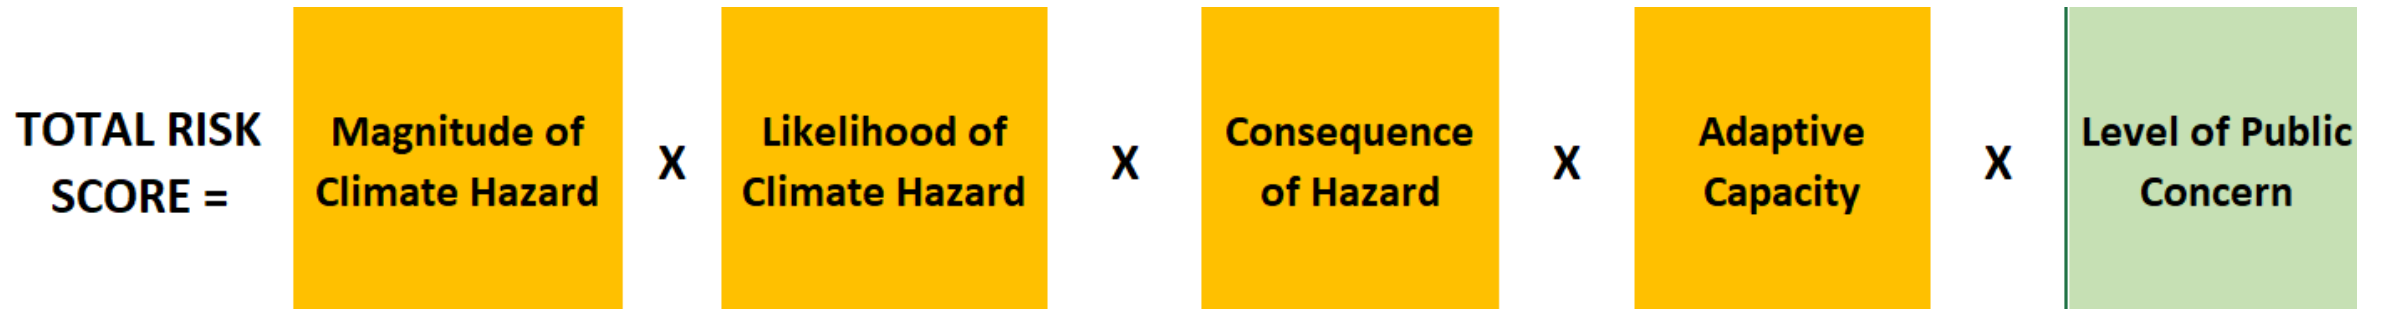 TOTAL RISK
SCORE =
Magnitude of
Climate Hazard
X
Likelihood of
Climate Hazard
X
Consequence
of Hazard
X
Adaptive
Capacity
X
Level of Public
Concern